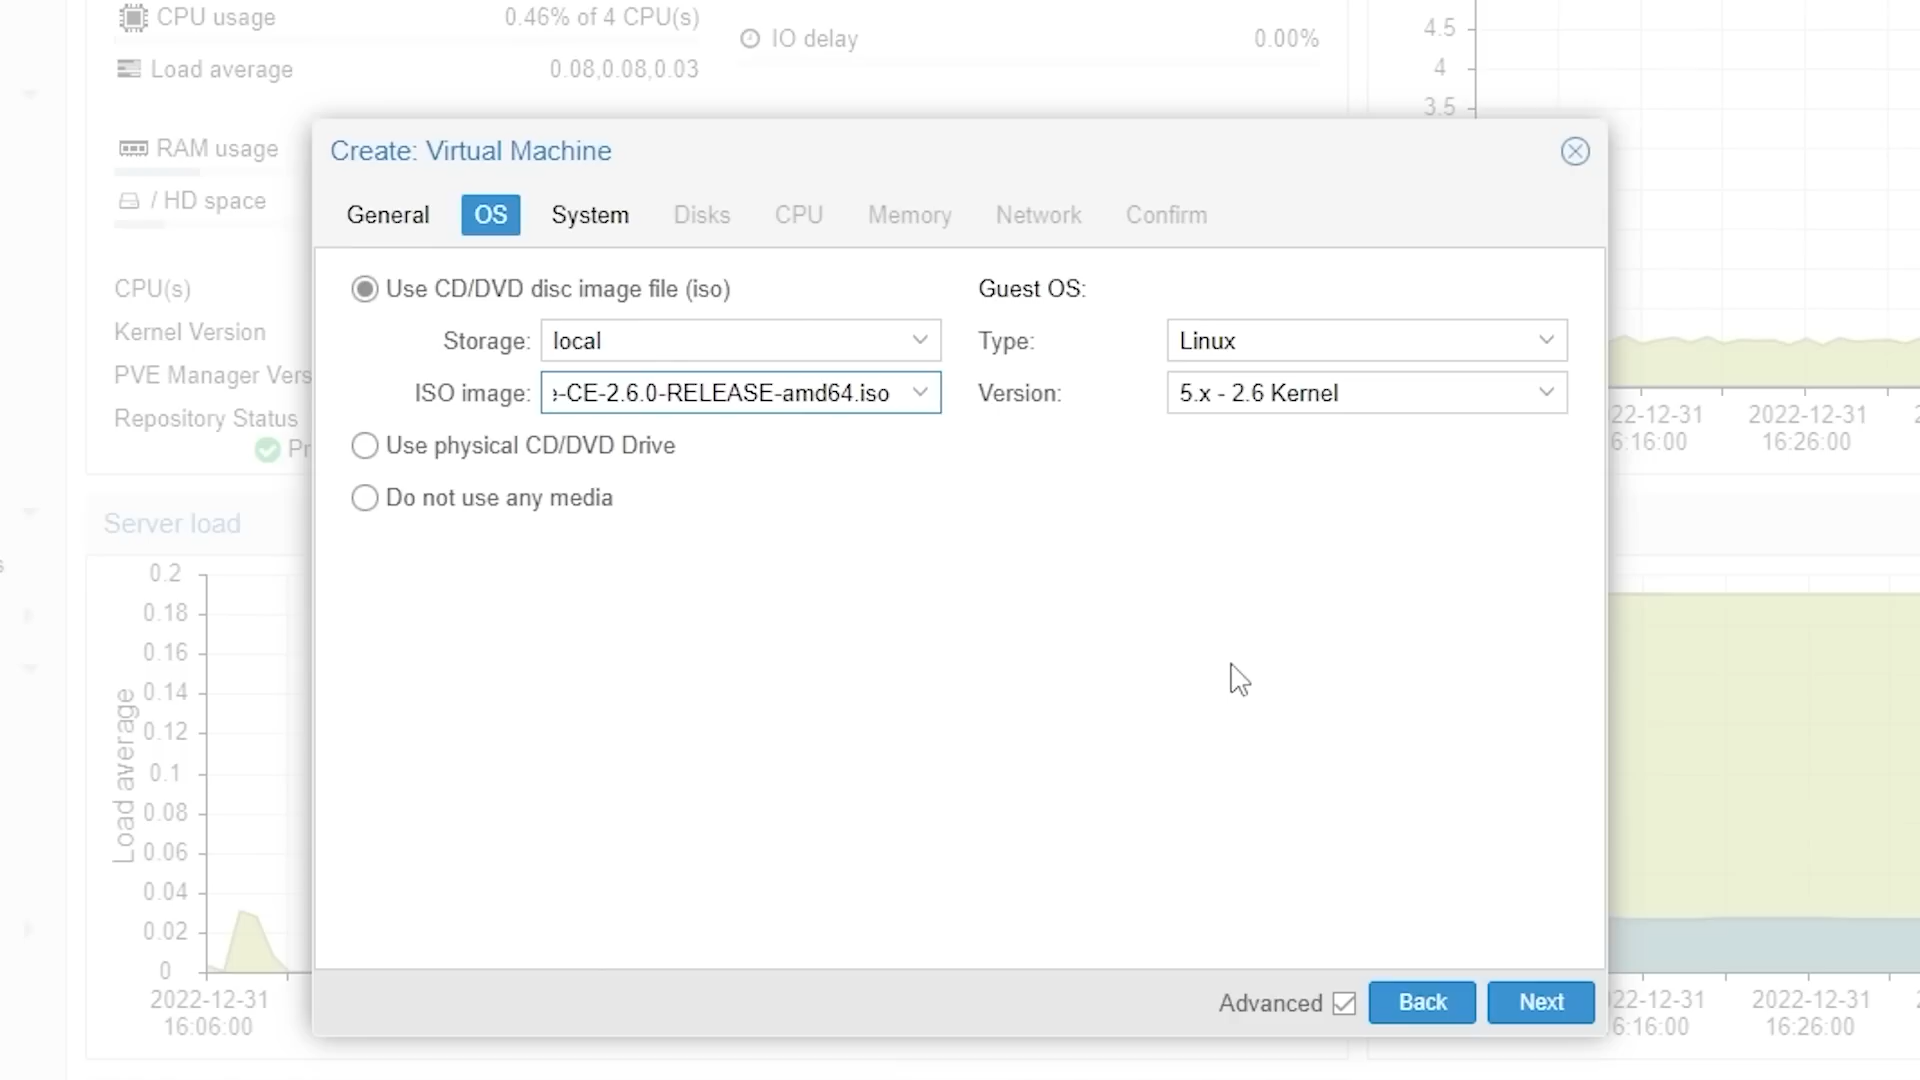 CPU usage 0.46% of 4 CPU(s)
IO delay 0.00%
Load average 0.08,0.08,0.03
RAM usage
/ HD space
CPU(s)
Kernel Version
PVE Manager Vers
Repository Status
Pr
4.5
4
3.5
Create: Virtual Machine
General OS System Disks CPU Memory Network Confirm
Use CD/DVD disc image file (iso)
Storage: local
ISO image: -CE-2.6.0-RELEASE-amd64.iso
Use physical CD/DVD Drive
Do not use any media
Guest OS:
Type: Linux
Version: 5.x - 2.6 Kernel
Advanced Back Next
22-12-31 2022-12-31
6:16:00 16:26:00
Server load
Load average
0.2
0.18
0.16
0.14
0.12
0.1
0.08
0.06
0.04
0.02
0
2022-12-31
16:06:00
22-12-31 2022-12-31
6:16:00 16:26:00